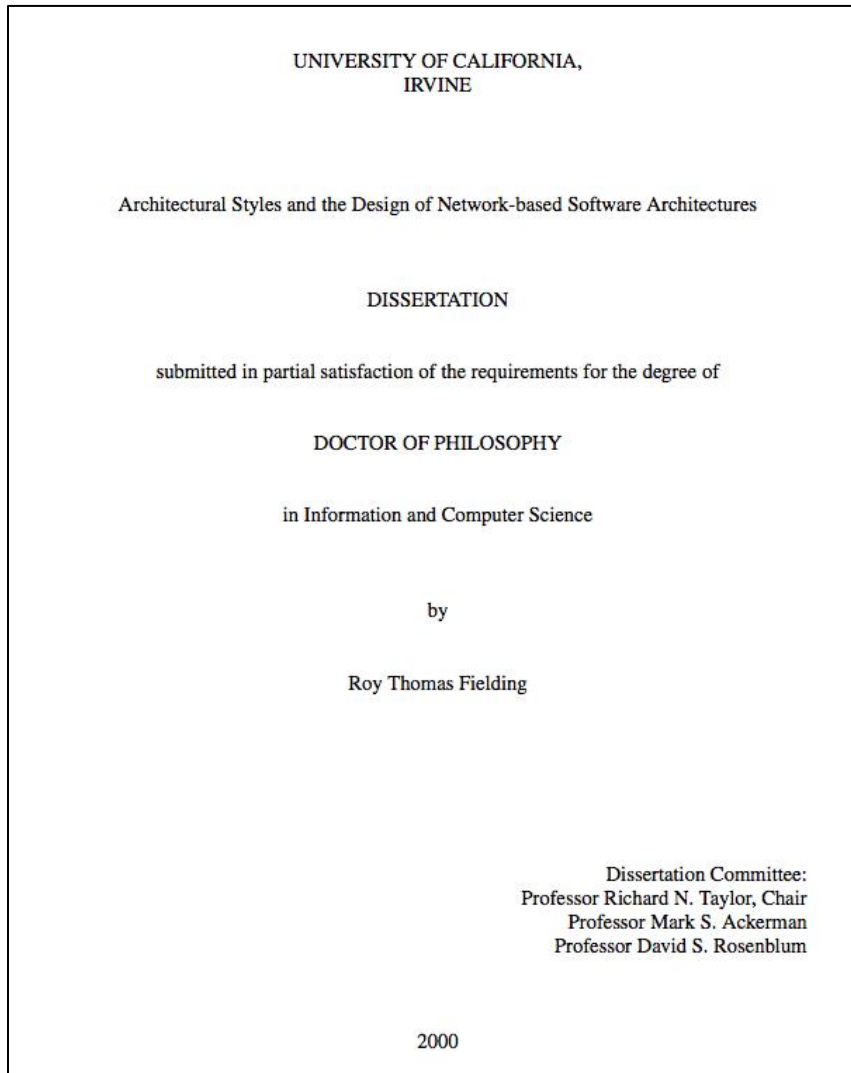 UNIVERSITY OF CALIFORNIA,
IRVINE
Architectural Styles and the Design of Network-based Software Architectures
DISSERTATION
submitted in partial satisfaction of the requirements for the degree of
DOCTOR OF PHILOSOPHY
in Information and Computer Science
by
Roy Thomas Fielding
Dissertation Committee:
Professor Richard N. Taylor, Chair
Professor Mark S. Ackerman
Professor David S. Rosenblum
2000